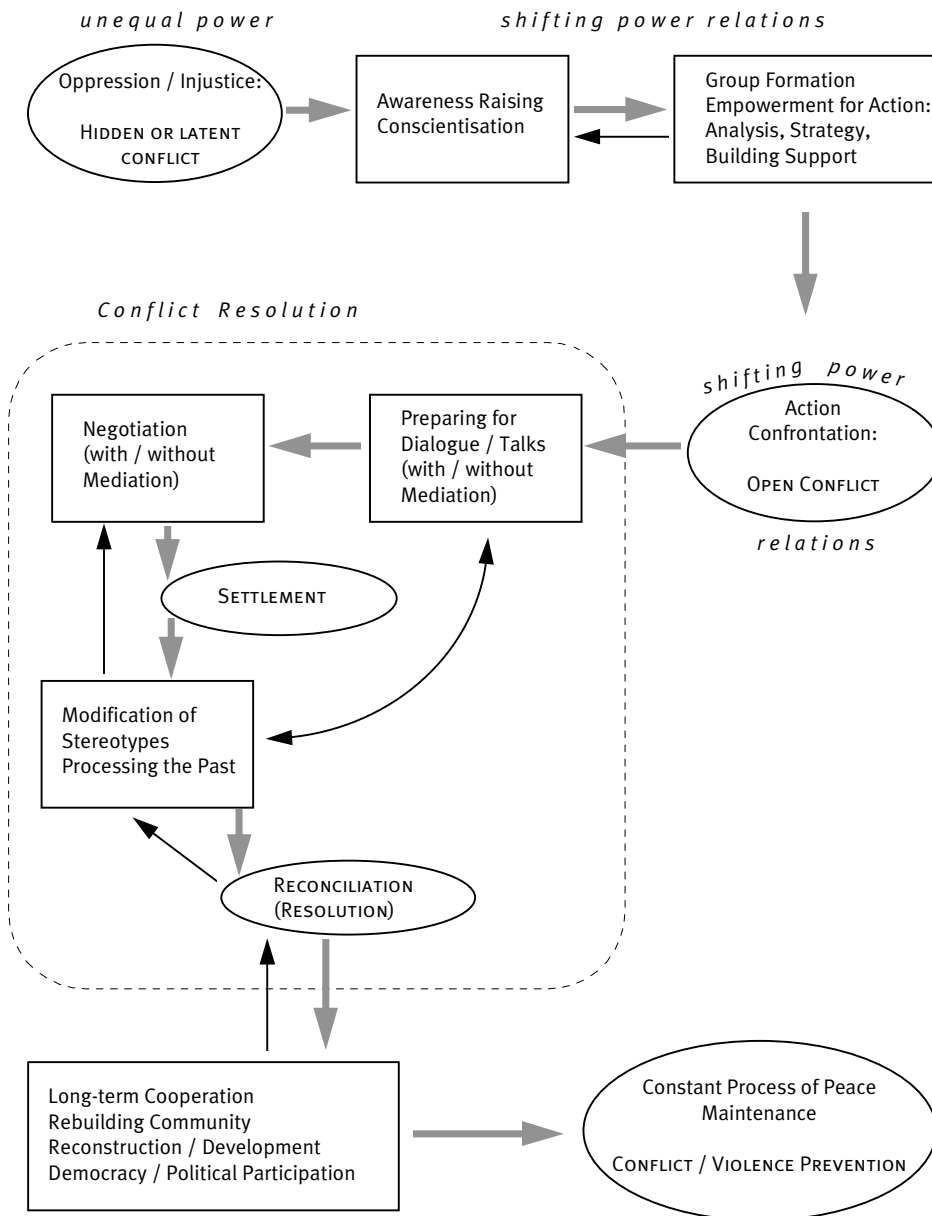 unequal power
shifting power relations
Oppression / Injustice:
HIDDEN OR LATENT
CONFLICT
Awareness Raising
Conscientisation
Group Formation
Empowerment for Action:
Analysis, Strategy,
Building Support
Conflict Resolution
shifting power
Action
Confrontation:
OPEN CONFLICT
relations
Preparing for
Dialogue / Talks
(with / without
Mediation)
Negotiation
(with / without
Mediation)
SETTLEMENT
Modification of
Stereotypes
Processing the Past
RECONCILIATION
(RESOLUTION)
Long-term Cooperation
Rebuilding Community
Reconstruction / Development
Democracy / Political Participation
Constant Process of Peace
Maintenance
CONFLICT / VIOLENCE PREVENTION